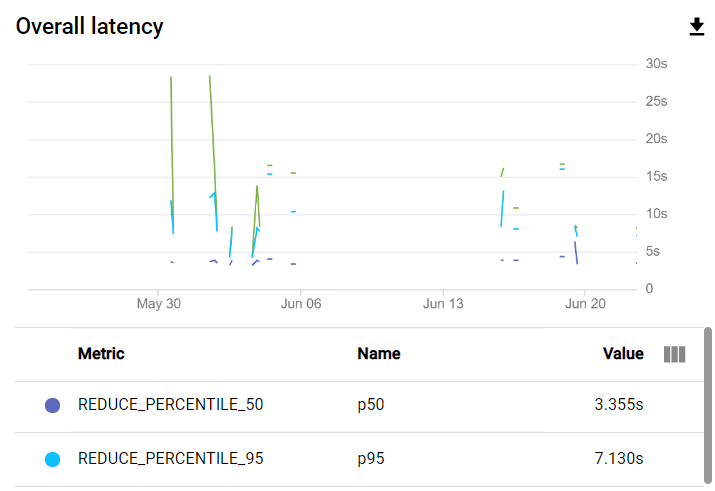 Overall latency
30s
25s
20s
15s
10s
5s
0
May 30 Jun 06 Jun 13 Jun 20
Metric Name Value
REDUCE_PERCENTILE_50 p50 3.355s
REDUCE_PERCENTILE_95 p95 7.130s